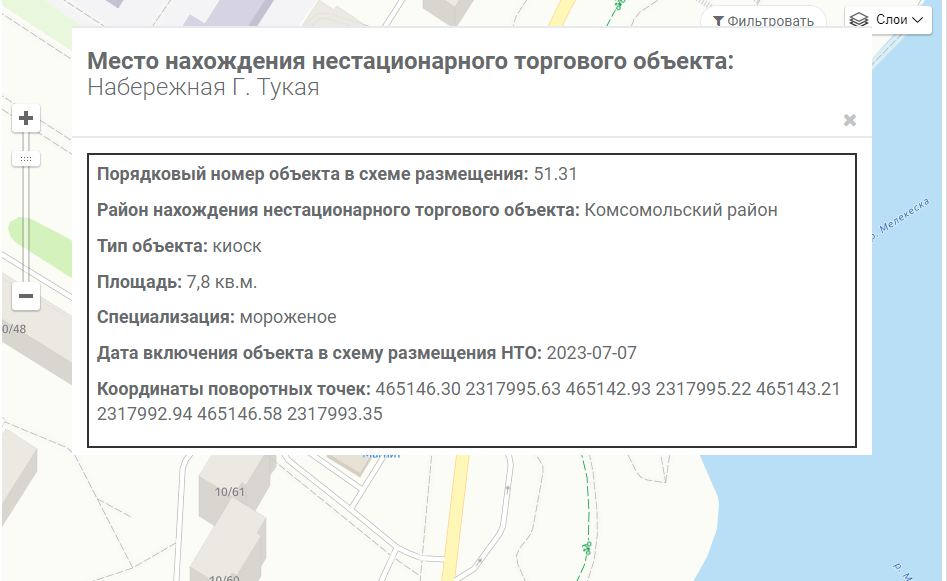 Фильтровать
Слои
Место нахождения нестационарного торгового объекта:
Набережная Г. Тукая
Порядковый номер объекта в схеме размещения: 51.31
Район нахождения нестационарного торгового объекта: Комсомольский район
Тип объекта: киоск
Площадь: 7,8 кв.м.
Специализация: мороженое
Дата включения объекта в схему размещения НТО: 2023-07-07
Координаты поворотных точек: 465146.30 2317995.63 465142.93 2317995.22 465143.21
2317992.94 465146.58 2317993.35
р. Мелекеска
0/48
Магнит
10/61
10/60
р. М